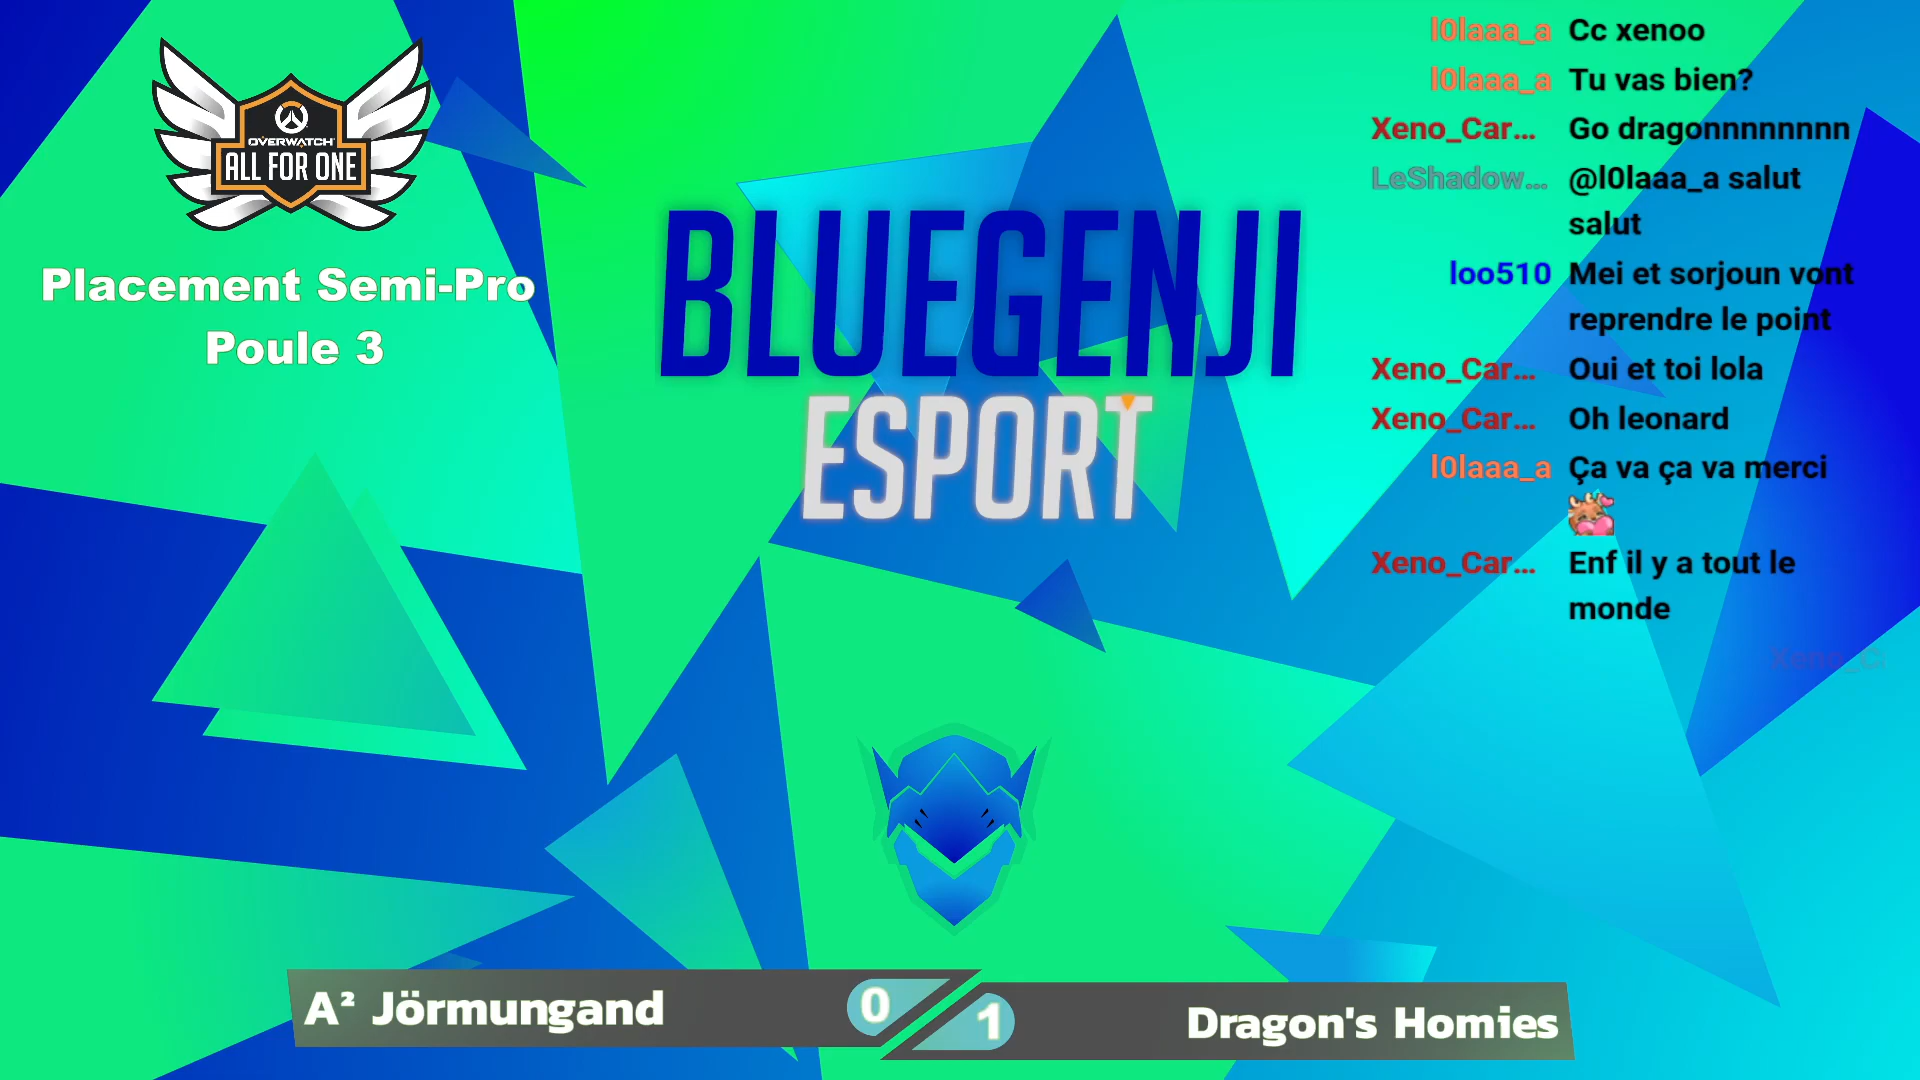 OVERWATCH
ALL FOR ONE
Placement Semi-Pro
Poule 3
BLUEGENJI
ESPORT
l0laaa_a Cc xenoo
l0laaa_a Tu vas bien?
Xeno_Car... Go dragonnnnnnnn
LeShadow... @l0laaa_a salut
salut
loo510 Mei et sorjoun vont
reprendre le point
Xeno_Car... Oui et toi lola
Xeno_Car... Oh leonard
l0laaa_a Ça va ça va merci
Xeno_Car... Enf il y a tout le
monde
A² Jörmungand 0
1 Dragon's Homies